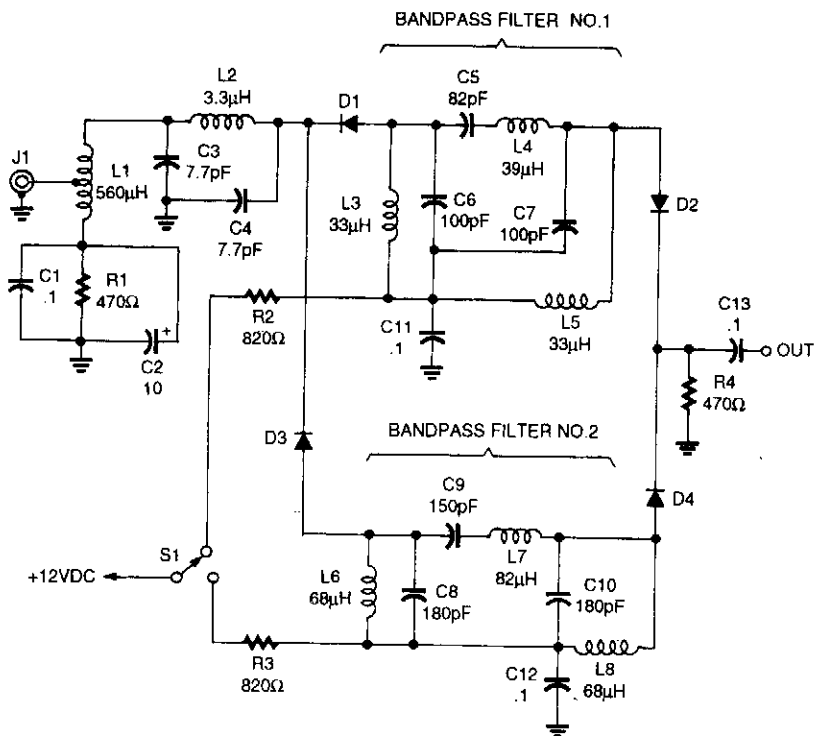 BANDPASS FILTER NO.1
L2
3.3µH
C5
82pF
D1
J1
L1
560µH
C3
7.7pF
L4
39µH
C6
100pF
C7
100pF
D2
L3
33µH
C4
7.7pF
C1
.1
R1
470Ω
+
C2
10
R2
820Ω
C11
.1
L5
33µH
C13
.1
OUT
R4
470Ω
D3
BANDPASS FILTER NO.2
C9
150pF
D4
S1
+12VDC
L7
82µH
L6
68µH
C8
180pF
C10
180pF
R3
820Ω
C12
.1
L8
68µH